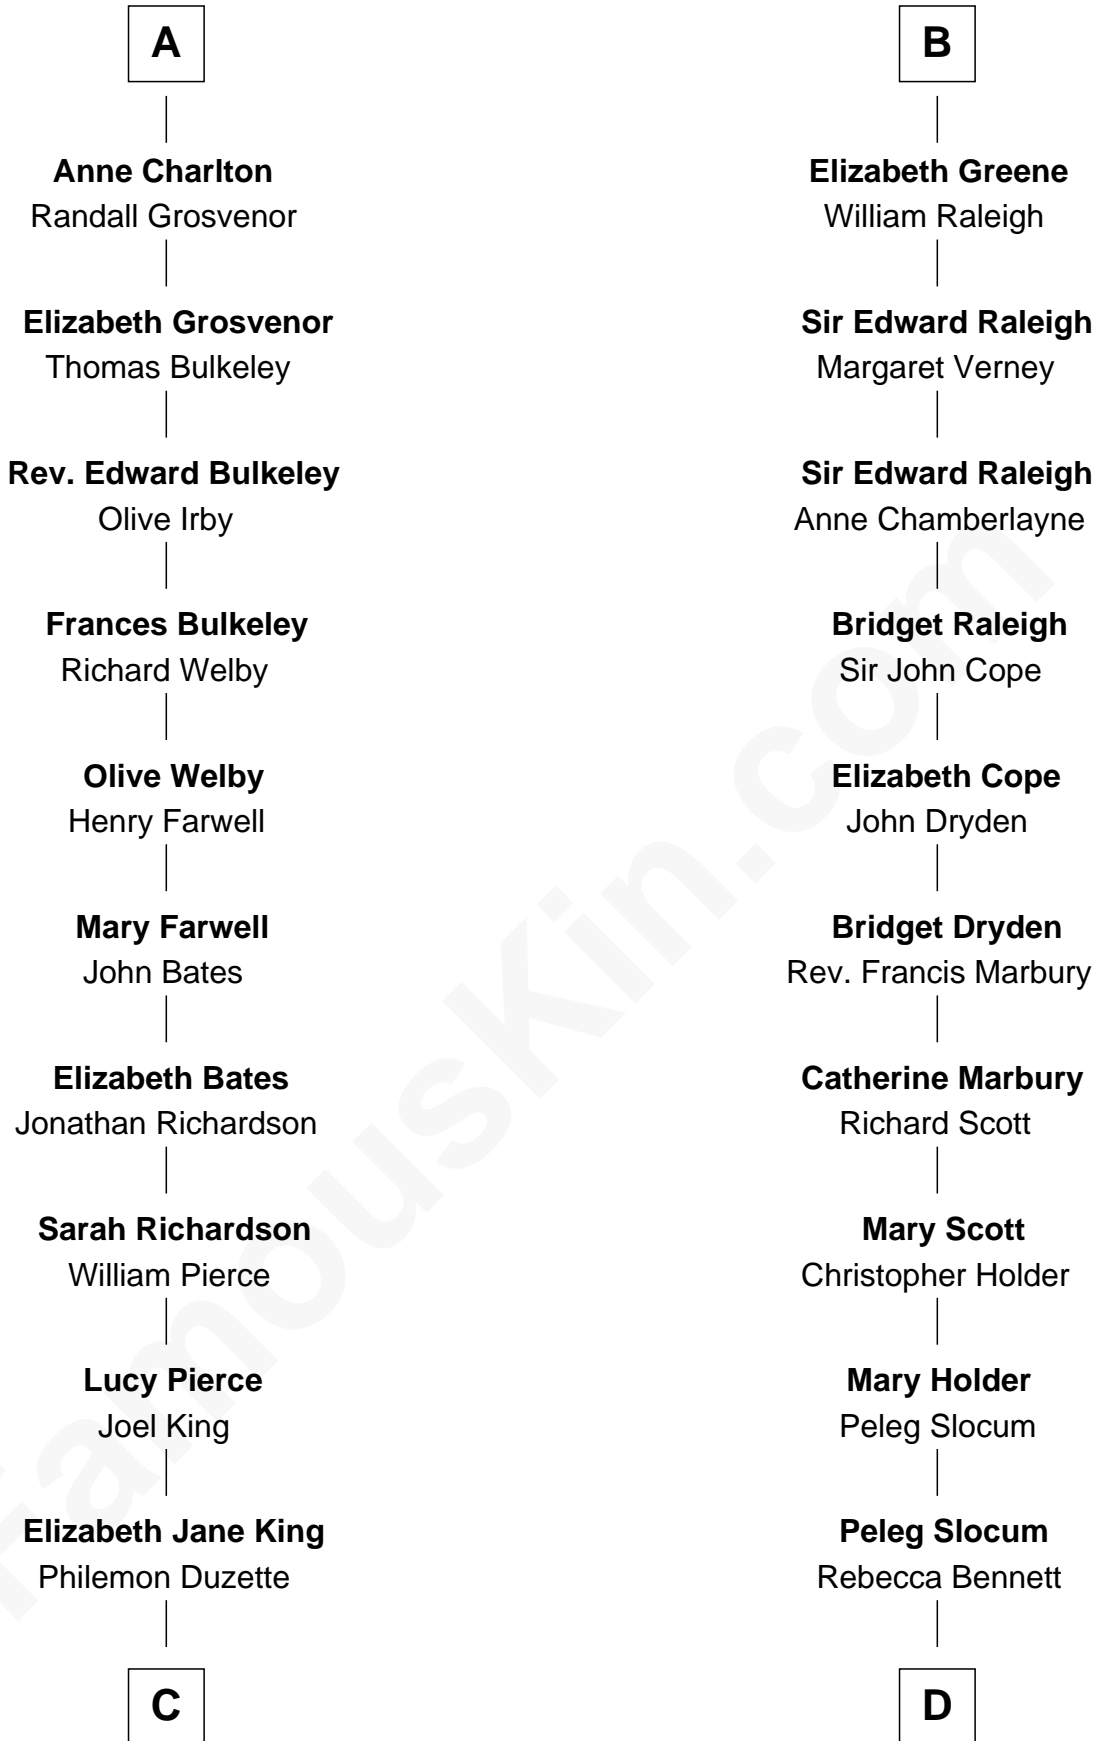 A
Anne Charlton
Randall Grosvenor
Elizabeth Grosvenor
Thomas Bulkeley
Rev. Edward Bulkeley
Olive Irby
Frances Bulkeley
Richard Welby
Olive Welby
Henry Farwell
Mary Farwell
John Bates
Elizabeth Bates
Jonathan Richardson
Sarah Richardson
William Pierce
Lucy Pierce
Joel King
Elizabeth Jane King
Philemon Duzette
C
B
Elizabeth Greene
William Raleigh
Sir Edward Raleigh
Margaret Verney
Sir Edward Raleigh
Anne Chamberlayne
Bridget Raleigh
Sir John Cope
Elizabeth Cope
John Dryden
Bridget Dryden
Rev. Francis Marbury
Catherine Marbury
Richard Scott
Mary Scott
Christopher Holder
Mary Holder
Peleg Slocum
Peleg Slocum
Rebecca Bennett
D
FamousKin.com